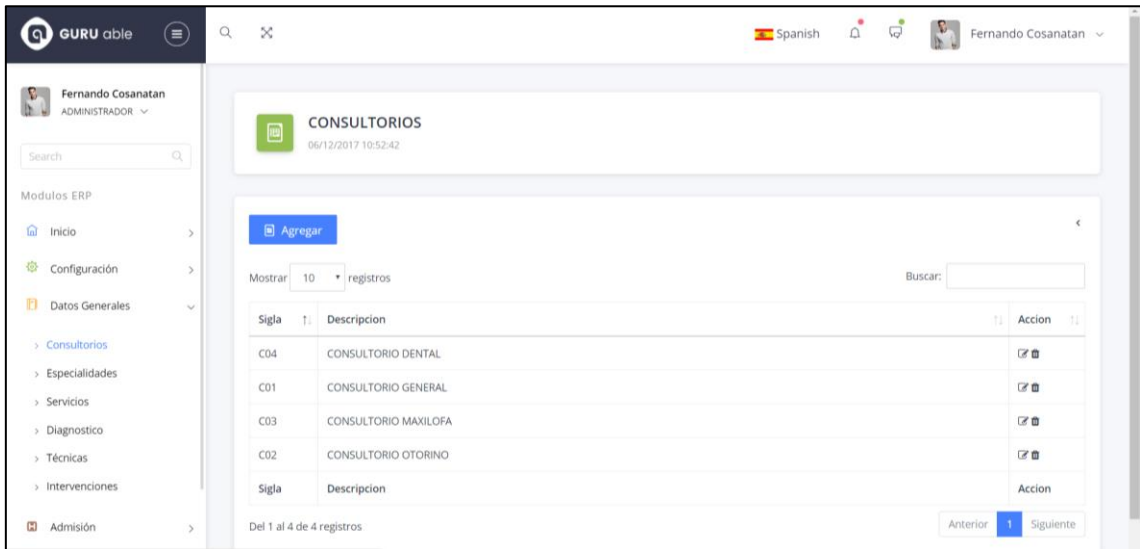 GURU able
Spanish
Fernando Cosanatan
Fernando Cosanatan
ADMINISTRADOR
Search
Modulos ERP
Inicio
Configuración
Datos Generales
Consultorios
Especialidades
Servicios
Diagnostico
Técnicas
Intervenciones
Admisión
CONSULTORIOS
06/12/2017 10:52:42
Agregar
Mostrar 10 registros Buscar:
Sigla Descripcion Accion
C04 CONSULTORIO DENTAL
C01 CONSULTORIO GENERAL
C03 CONSULTORIO MAXILOFA
C02 CONSULTORIO OTORINO
Sigla Descripcion Accion
Del 1 al 4 de 4 registros Anterior 1 Siguiente